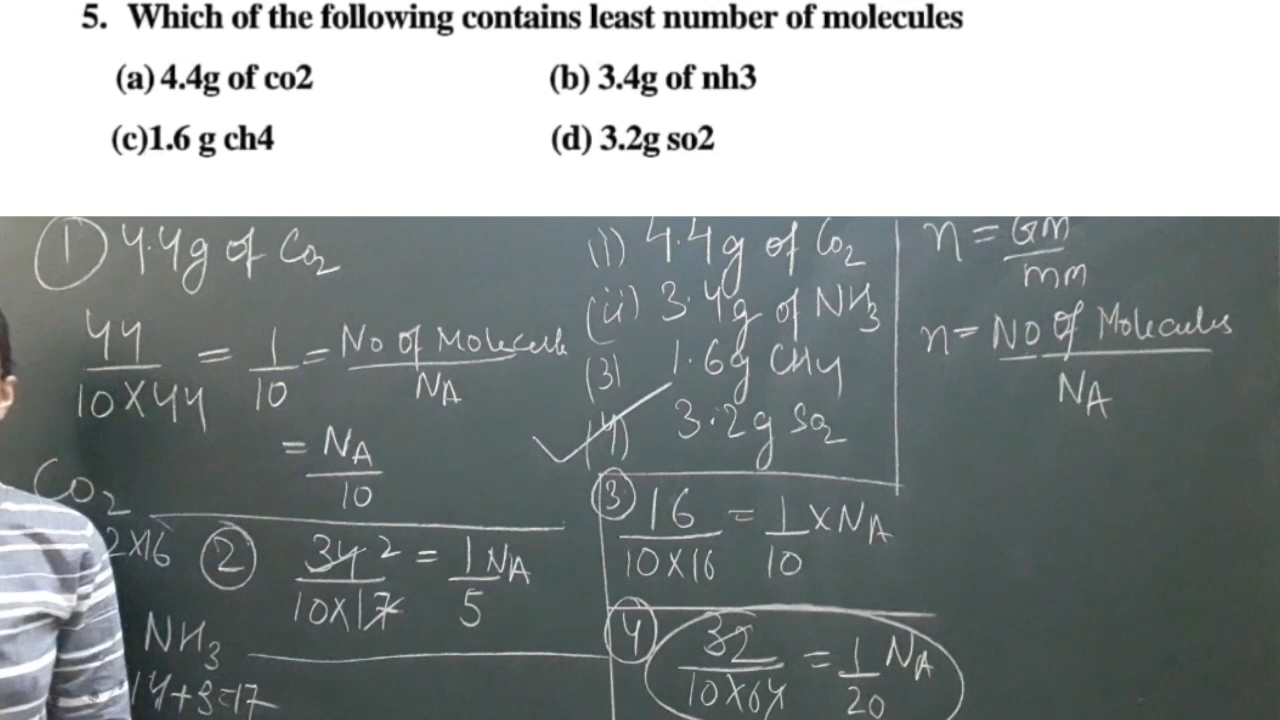 5. Which of the following contains least number of molecules
(a) 4.4g of co2
(b) 3.4g of nh3
(c)1.6 g ch4
(d) 3.2g so2
① 4.4g of Co2
44/10×44 = 1/10 = No of Molecule/NA
= NA/10
Co2
2×16
② 34 2/10×17 = 1/5 NA
NH3
14+3=17
(i) 4.4g of Co2
(ii) 3.4g of NH3
(3) 1.6g CH4
(4) 3.2g So2
n = GM/mm
n = No of Molecules/NA
③ 16/10×16 = 1/10 ×NA
④ 32/10×64 = 1/20 NA